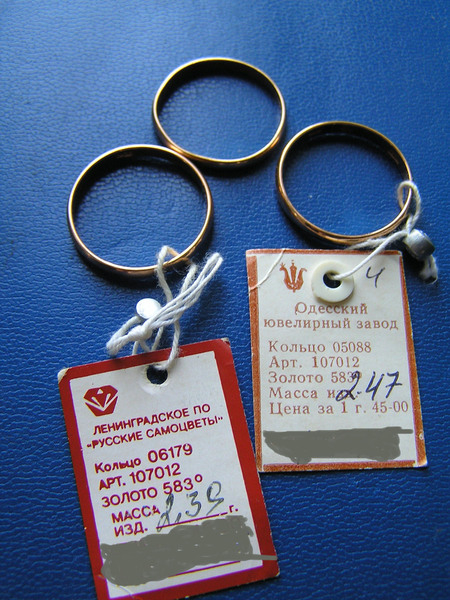 ЛЕНИНГРАДСКОЕ ПО
"РУССКИЕ САМОЦВЕТЫ"
Кольцо 06179
АРТ. 107012
ЗОЛОТО 583°
МАССА
ИЗД. 2,39 г.
Ч
Одесский
ювелирный завод
Кольцо 05088
Арт. 107012
Золото 583°
Масса из 2.47
Цена за 1 г. 45-00